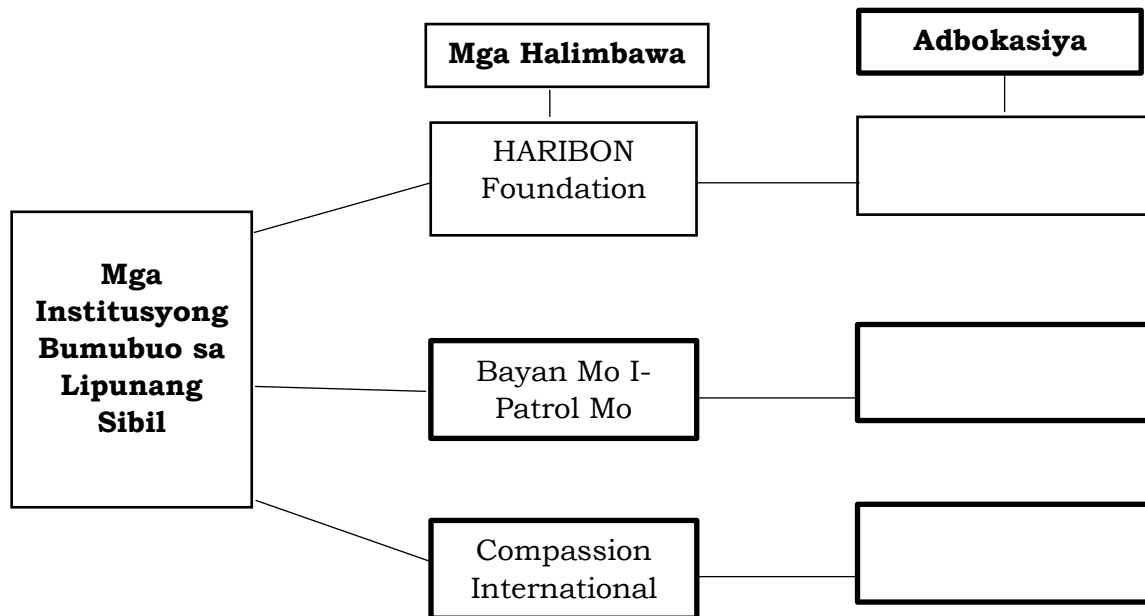 Mga Halimbawa
Adbokasiya
HARIBON
Foundation
Mga
Institusyong
Bumubuo sa
Lipunang
Sibil
Bayan Mo I-
Patrol Mo
Compassion
International